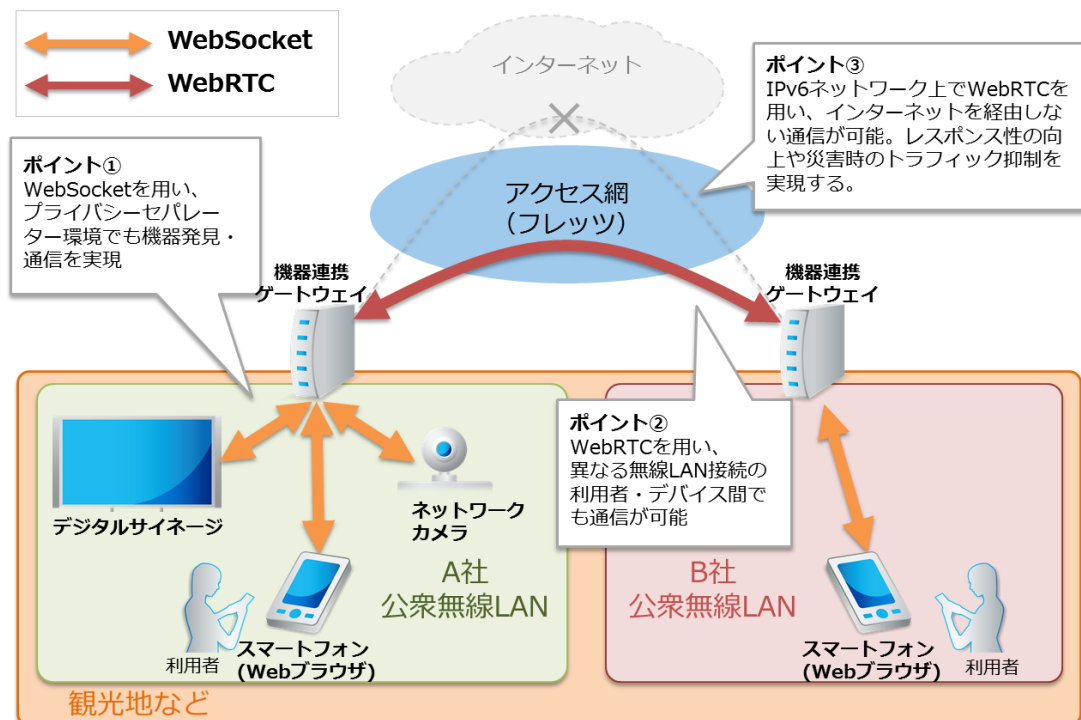 WebSocket
WebRTC
インターネット
ポイント③
IPv6ネットワーク上でWebRTCを
用い、インターネットを経由しな
い通信が可能。レスポンス性の向
上や災害時のトラフィック抑制を
実現する。
ポイント①
WebSocketを用い、
プライバシーセパレー
ター環境でも機器発見・
通信を実現
アクセス網
（フレッツ）
機器連携
ゲートウェイ
機器連携
ゲートウェイ
ポイント②
WebRTCを用い、
異なる無線LAN接続の
利用者・デバイス間で
も通信が可能
デジタルサイネージ
ネットワーク
カメラ
A社
公衆無線LAN
B社
公衆無線LAN
利用者
スマートフォン
(Webブラウザ)
スマートフォン
(Webブラウザ)
利用者
観光地など